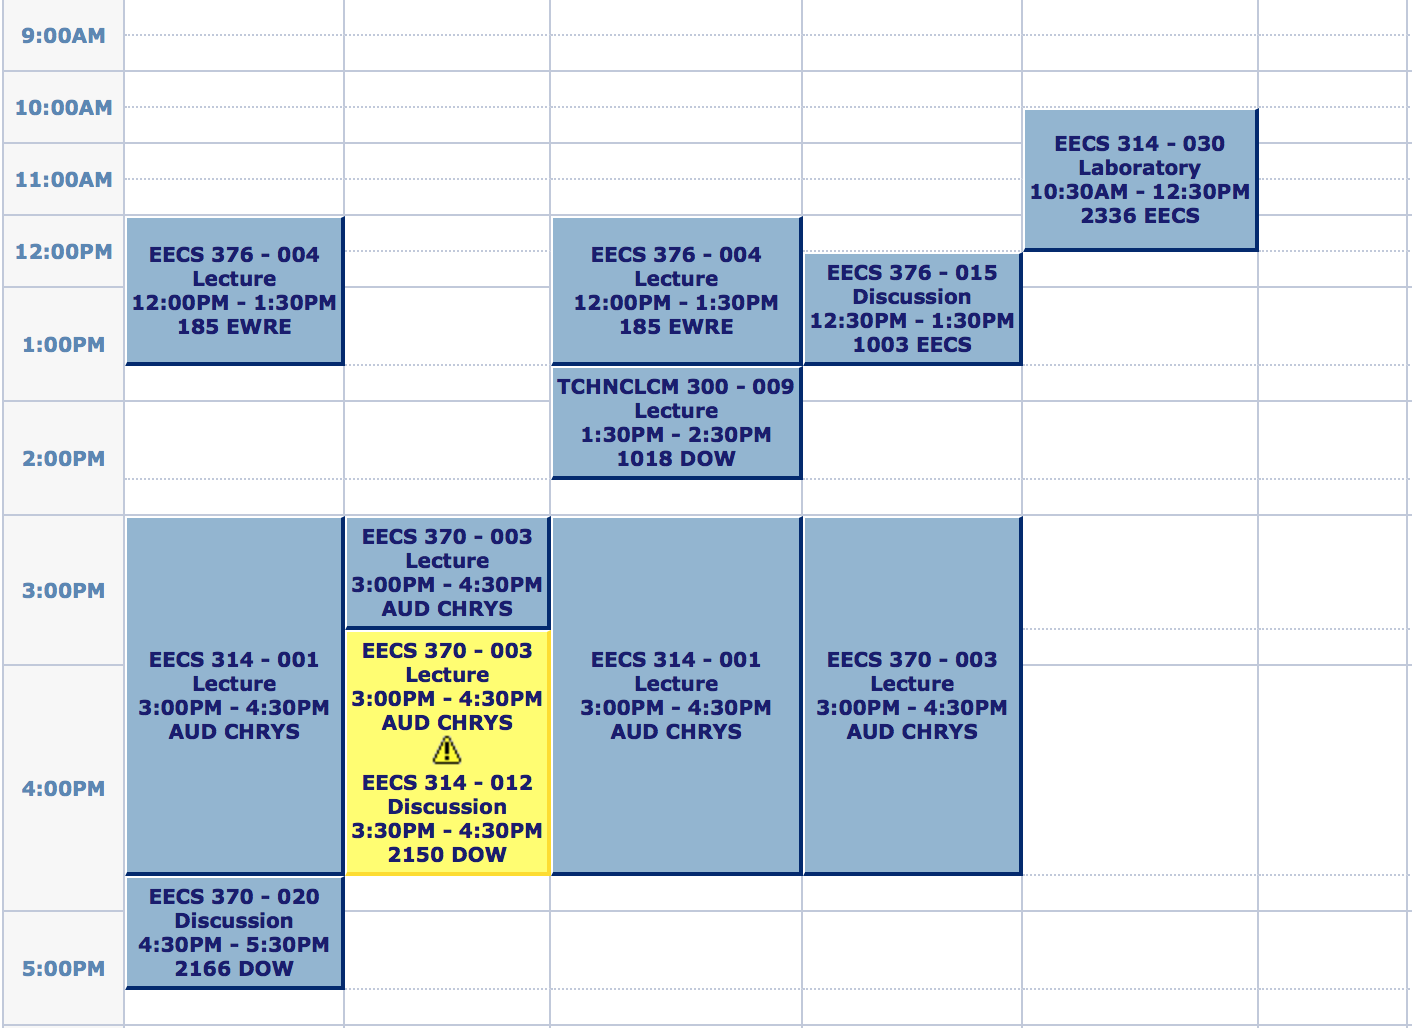 9:00AM
10:00AM
11:00AM
12:00PM
1:00PM
2:00PM
3:00PM
4:00PM
5:00PM
EECS 376 - 004
Lecture
12:00PM - 1:30PM
185 EWRE
EECS 314 - 001
Lecture
3:00PM - 4:30PM
AUD CHRYS
EECS 370 - 020
Discussion
4:30PM - 5:30PM
2166 DOW
EECS 370 - 003
Lecture
3:00PM - 4:30PM
AUD CHRYS
EECS 370 - 003
Lecture
3:00PM - 4:30PM
AUD CHRYS
EECS 314 - 012
Discussion
3:30PM - 4:30PM
2150 DOW
EECS 376 - 004
Lecture
12:00PM - 1:30PM
185 EWRE
TCHNCLCM 300 - 009
Lecture
1:30PM - 2:30PM
1018 DOW
EECS 314 - 001
Lecture
3:00PM - 4:30PM
AUD CHRYS
EECS 376 - 015
Discussion
12:30PM - 1:30PM
1003 EECS
EECS 370 - 003
Lecture
3:00PM - 4:30PM
AUD CHRYS
EECS 314 - 030
Laboratory
10:30AM - 12:30PM
2336 EECS